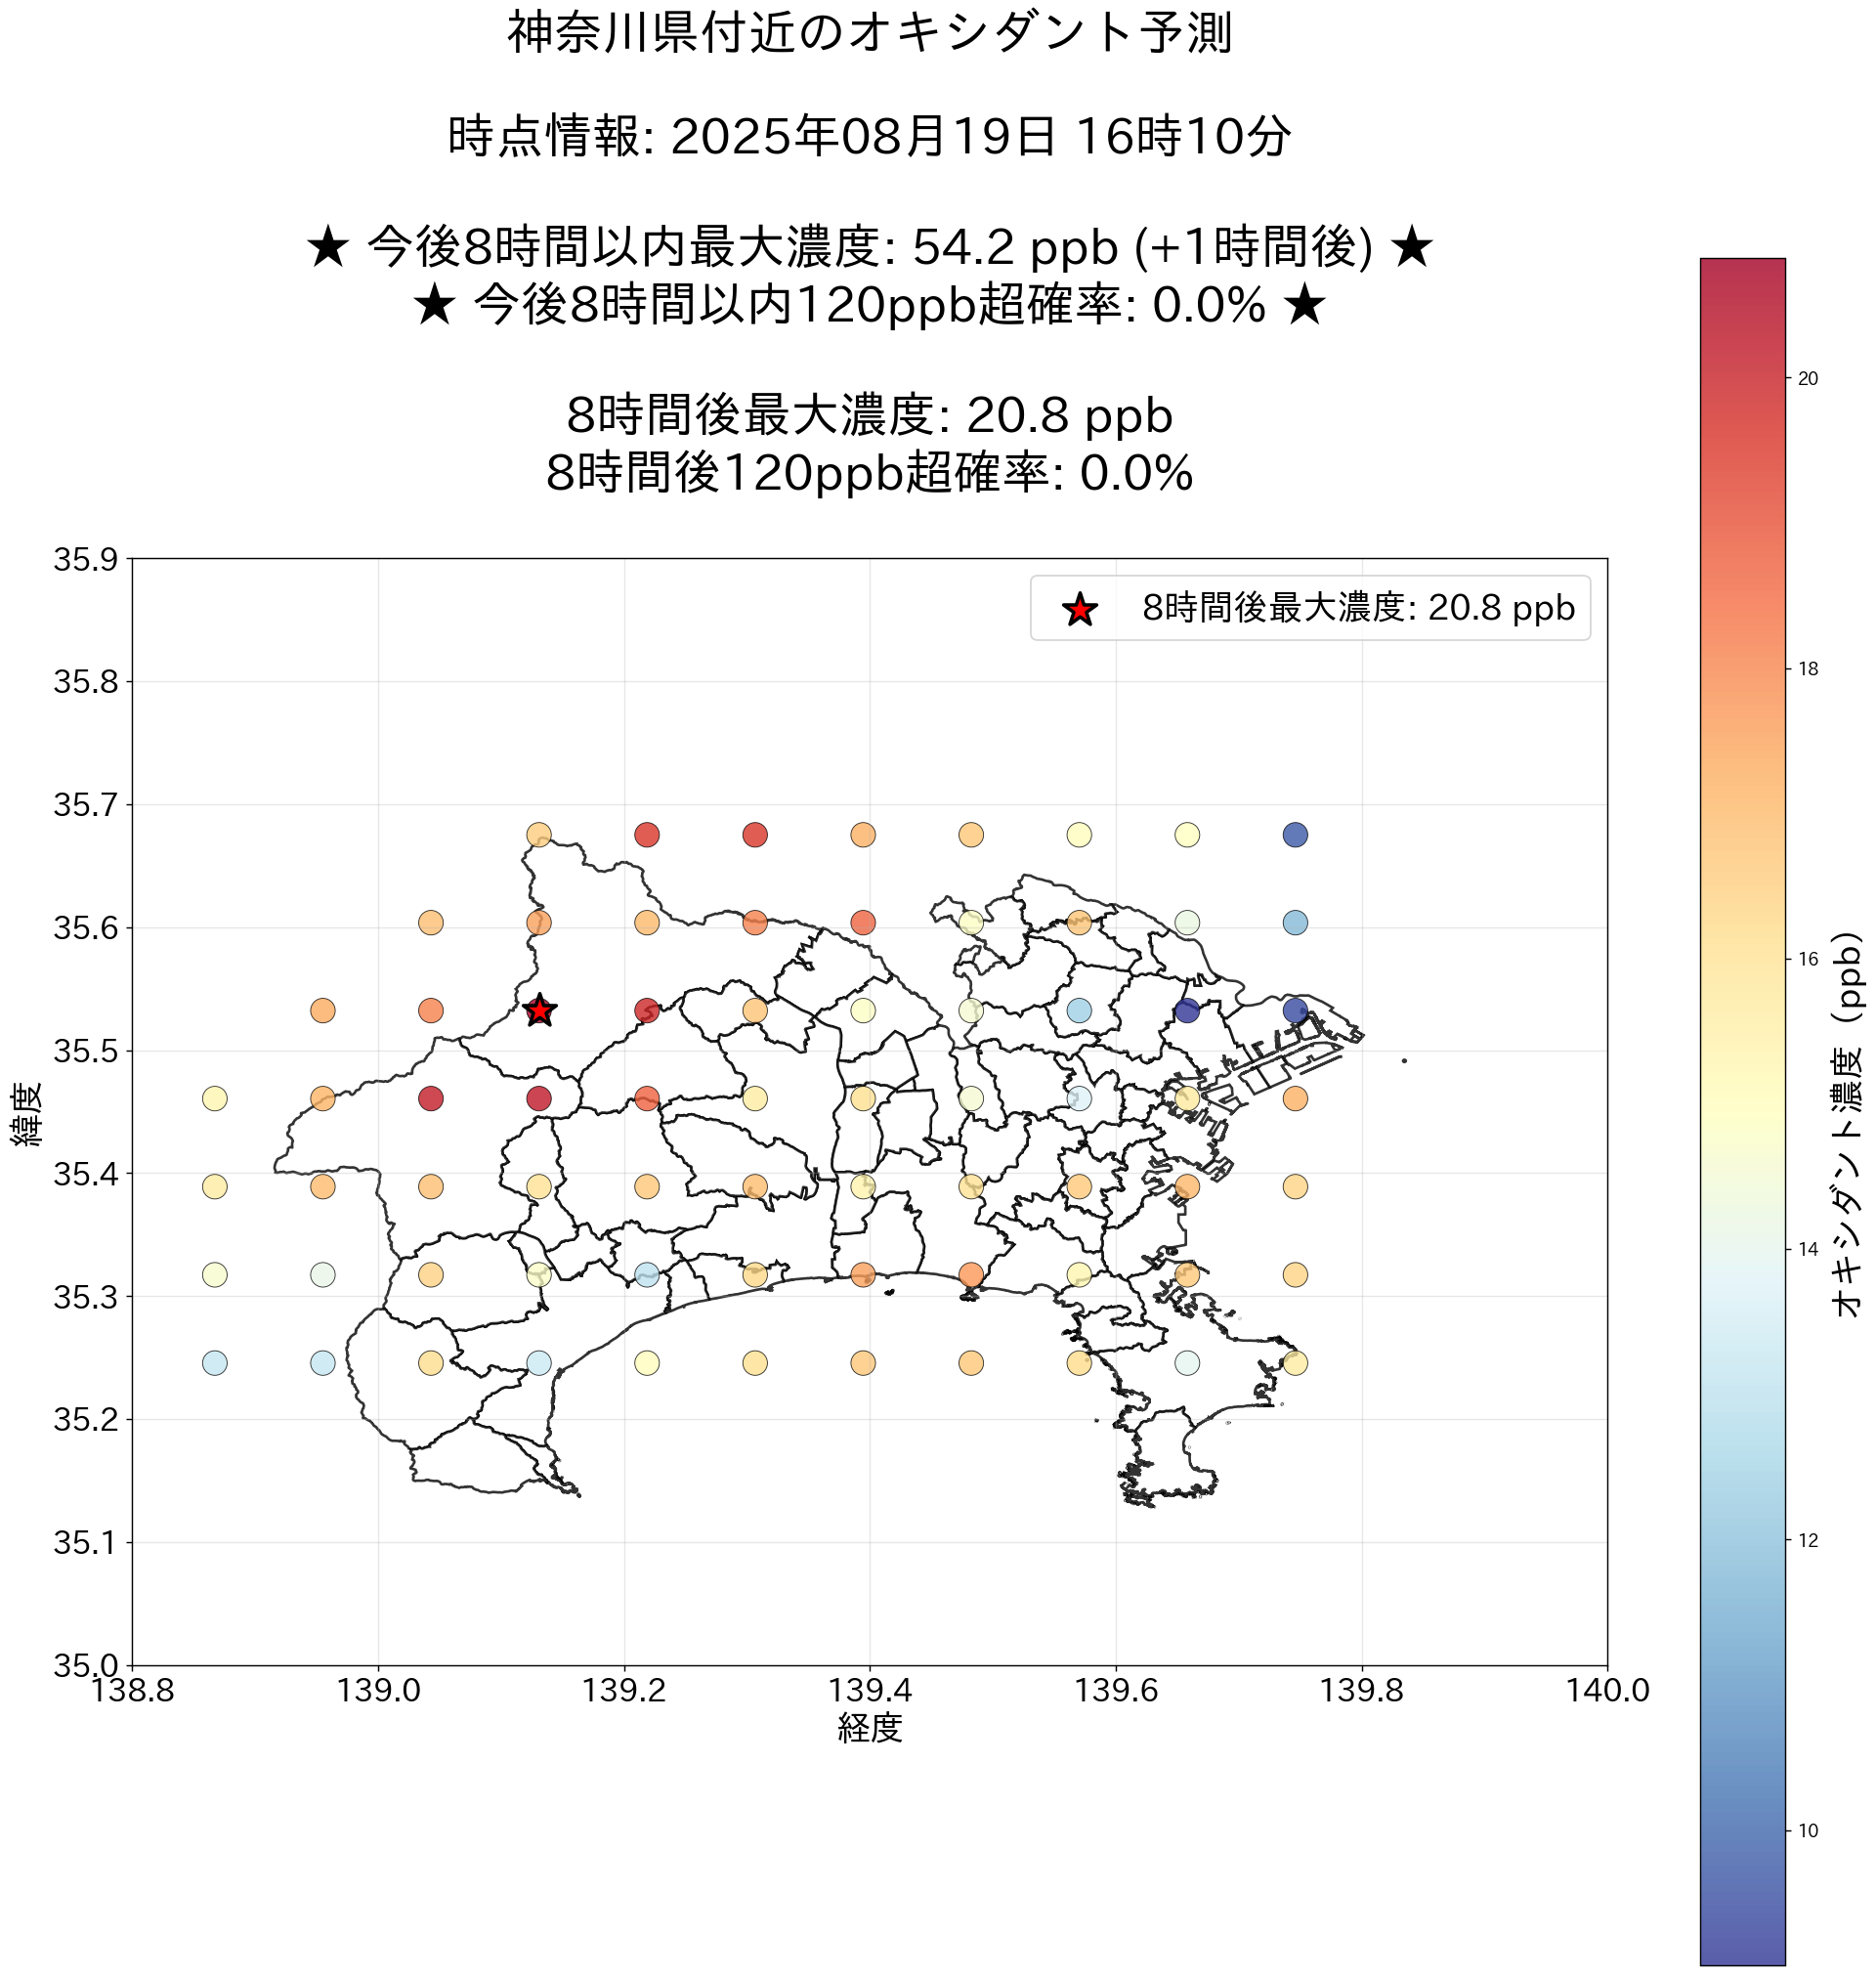 神奈川県付近のオキシダント予測
時点情報: 2025年08月19日 16時10分
★ 今後8時間以内最大濃度: 54.2 ppb (+1時間後) ★
★ 今後8時間以内120ppb超確率: 0.0% ★
8時間後最大濃度: 20.8 ppb
8時間後120ppb超確率: 0.0%
8時間後最大濃度: 20.8 ppb
35.9
35.8
35.7
35.6
35.5
35.4
35.3
35.2
35.1
35.0
緯度
138.8
139.0
139.2
139.4
139.6
139.8
140.0
経度
20
18
16
14
12
10
オキシダント濃度 (ppb)